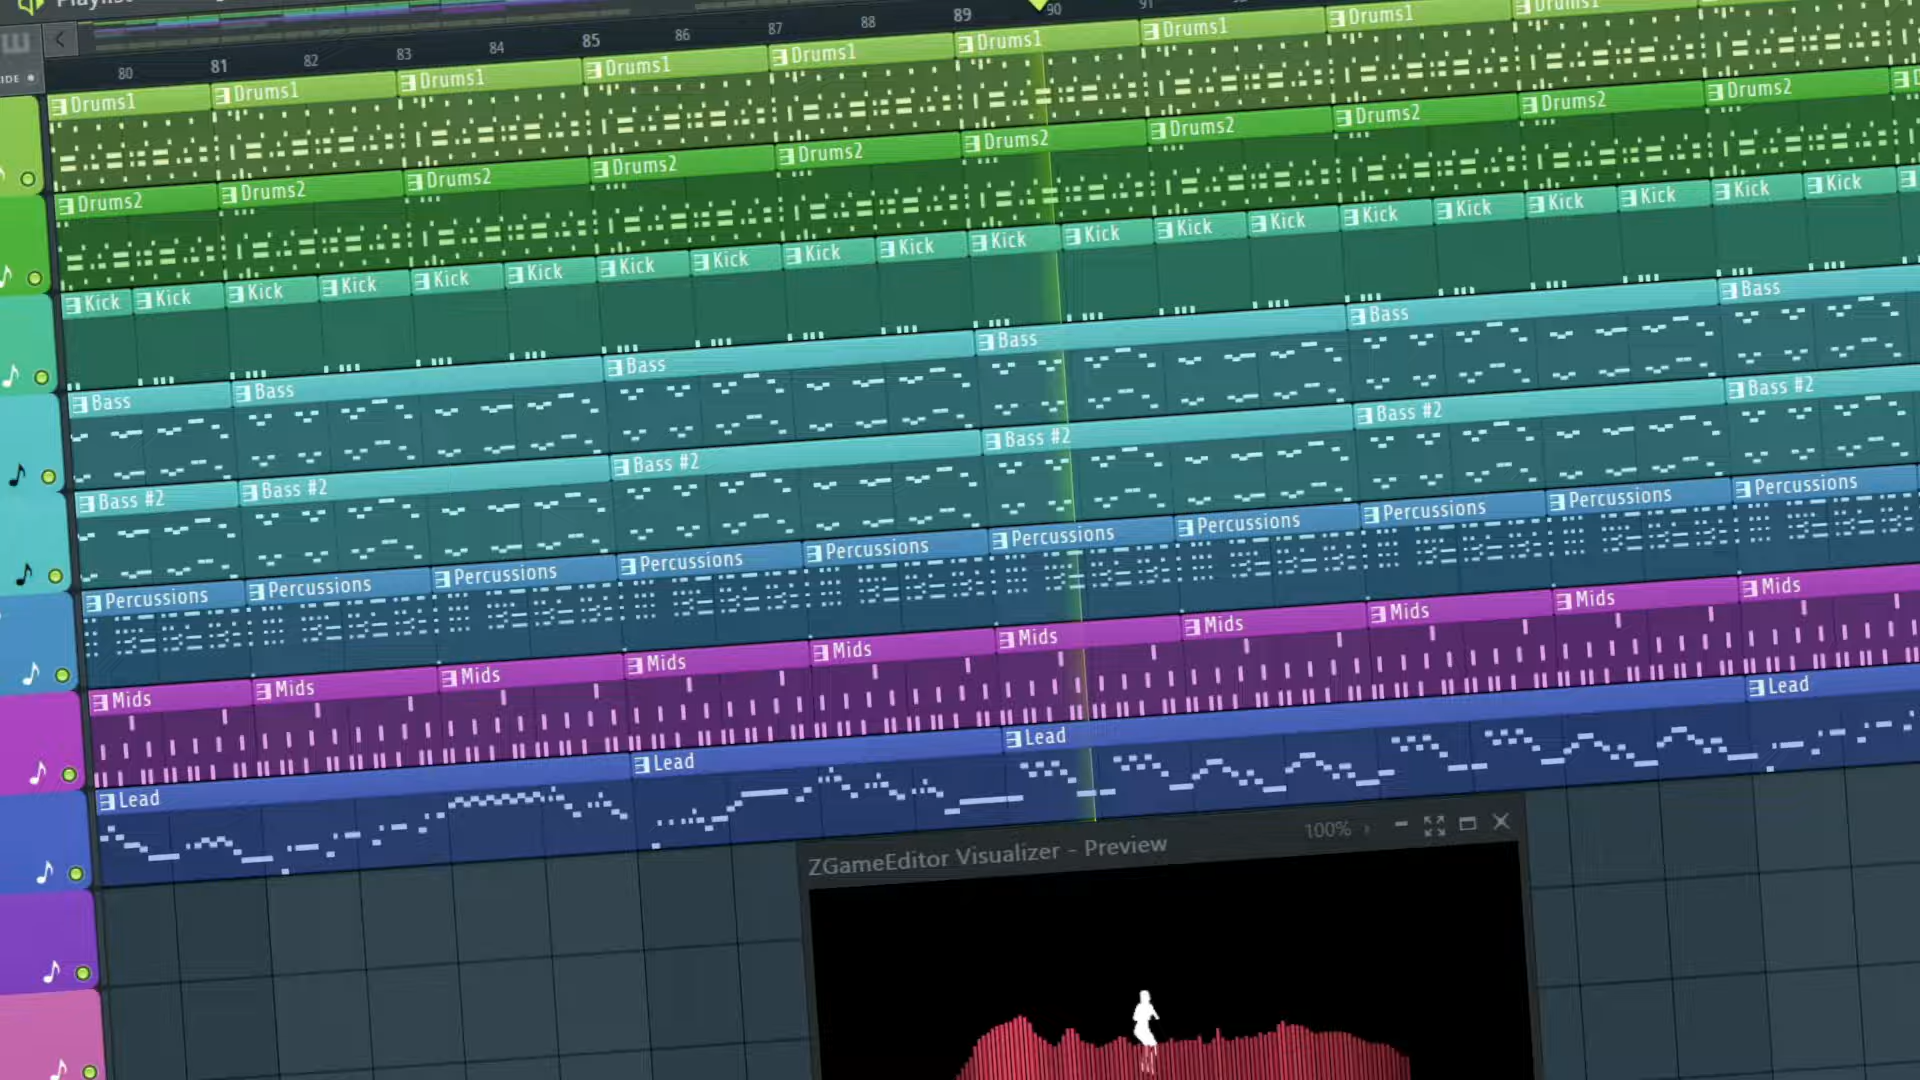 Playlist
80 81 82 83 84 85 86 87 88 89 90 91
Drums1 Drums1 Drums1 Drums1 Drums1 Drums1 Drums1 Drums1 Drums1
Drums2 Drums2 Drums2 Drums2 Drums2 Drums2 Drums2 Drums2 Drums2 Drums2
Kick Kick Kick Kick Kick Kick Kick Kick Kick Kick Kick Kick Kick Kick Kick Kick Kick Kick Kick Kick
Bass Bass Bass Bass Bass Bass
Bass #2 Bass #2 Bass #2 Bass #2 Bass #2 Bass #2
Percussions Percussions Percussions Percussions Percussions Percussions Percussions Percussions Percussions Percussions
Mids Mids Mids Mids Mids Mids Mids Mids Mids Mids
Lead Lead Lead Lead
ZGameEditor Visualizer - Preview 100%